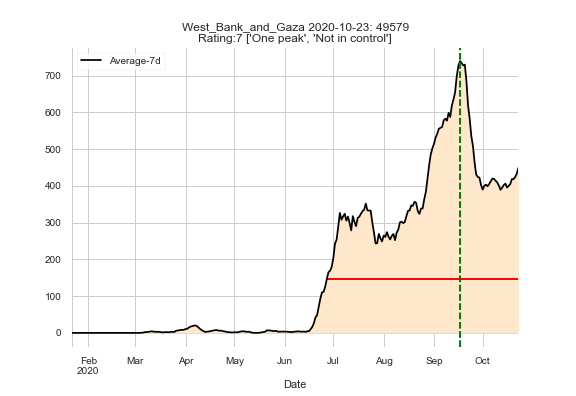 West_Bank_and_Gaza 2020-10-23: 49579
Rating:7 ['One peak', 'Not in control']
Average-7d
700
600
500
400
300
200
100
0
Feb Mar Apr May Jun Jul Aug Sep Oct
2020
Date